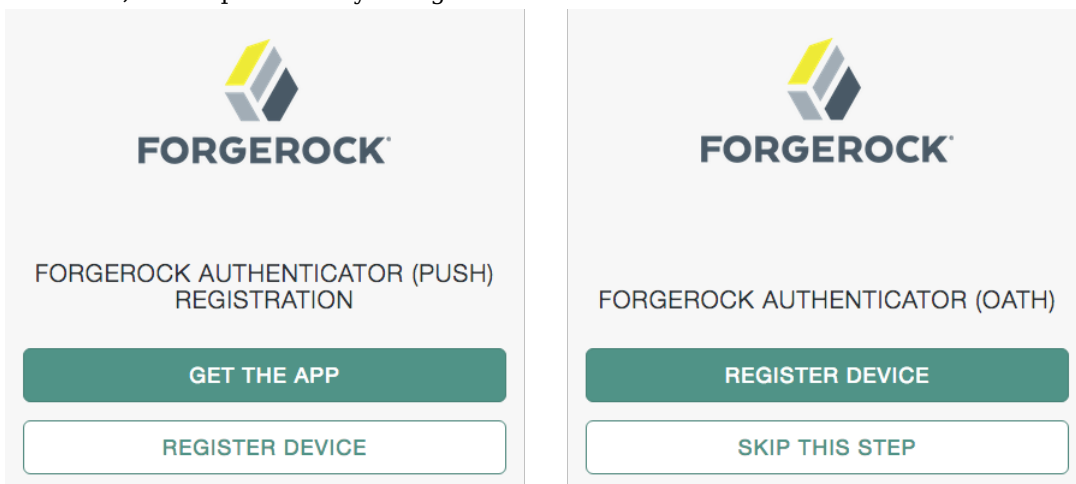 FORGEROCK
FORGEROCK AUTHENTICATOR (PUSH)
REGISTRATION
GET THE APP
REGISTER DEVICE
FORGEROCK
FORGEROCK AUTHENTICATOR (OATH)
REGISTER DEVICE
SKIP THIS STEP